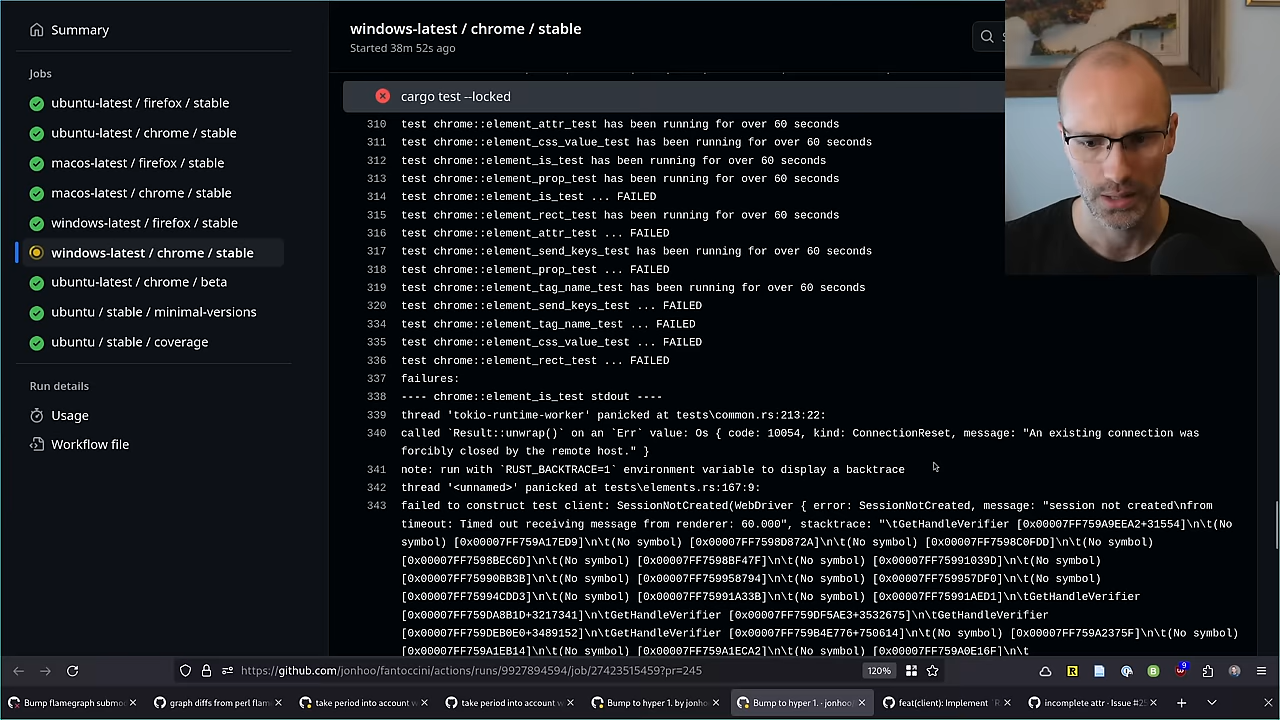 Summary
Jobs
ubuntu-latest / firefox / stable
ubuntu-latest / chrome / stable
macos-latest / firefox / stable
macos-latest / chrome / stable
windows-latest / firefox / stable
windows-latest / chrome / stable
ubuntu-latest / chrome / beta
ubuntu / stable / minimal-versions
ubuntu / stable / coverage
Run details
Usage
Workflow file
windows-latest / chrome / stable
Started 38m 52s ago
cargo test --locked
310 test chrome::element_attr_test has been running for over 60 seconds
311 test chrome::element_css_value_test has been running for over 60 seconds
312 test chrome::element_is_test has been running for over 60 seconds
313 test chrome::element_prop_test has been running for over 60 seconds
314 test chrome::element_is_test ... FAILED
315 test chrome::element_rect_test has been running for over 60 seconds
316 test chrome::element_attr_test ... FAILED
317 test chrome::element_send_keys_test has been running for over 60 seconds
318 test chrome::element_prop_test ... FAILED
319 test chrome::element_tag_name_test has been running for over 60 seconds
320 test chrome::element_send_keys_test ... FAILED
334 test chrome::element_tag_name_test ... FAILED
335 test chrome::element_css_value_test ... FAILED
336 test chrome::element_rect_test ... FAILED
337 failures:
338 ---- chrome::element_is_test stdout ----
339 thread 'tokio-runtime-worker' panicked at tests\common.rs:213:22:
340 called `Result::unwrap()` on an `Err` value: Os { code: 10054, kind: ConnectionReset, message: "An existing connection was
forcibly closed by the remote host." }
341 note: run with `RUST_BACKTRACE=1` environment variable to display a backtrace
342 thread '<unnamed>' panicked at tests\elements.rs:167:9:
343 failed to construct test client: SessionNotCreated(WebDriver { error: SessionNotCreated, message: "session not created\nfrom
timeout: Timed out receiving message from renderer: 60.000", stacktrace: "\tGetHandleVerifier [0x00007FF759A9EEA2+31554]\n\t(No
symbol) [0x00007FF759A17ED9]\n\t(No symbol) [0x00007FF7598D872A]\n\t(No symbol) [0x00007FF7598C0FDD]\n\t(No symbol)
[0x00007FF7598BEC6D]\n\t(No symbol) [0x00007FF7598BF47F]\n\t(No symbol) [0x00007FF75991039D]\n\t(No symbol)
[0x00007FF75990BB3B]\n\t(No symbol) [0x00007FF759958794]\n\t(No symbol) [0x00007FF759957DF0]\n\t(No symbol)
[0x00007FF75994CDD3]\n\t(No symbol) [0x00007FF75991A33B]\n\t(No symbol) [0x00007FF75991AED1]\n\tGetHandleVerifier
[0x00007FF759DA8B1D+3217341]\n\tGetHandleVerifier [0x00007FF759DF5AE3+3532675]\n\tGetHandleVerifier
[0x00007FF759DEB0E0+3489152]\n\tGetHandleVerifier [0x00007FF759B4E776+750614]\n\t(No symbol) [0x00007FF759A2375F]\n\t(No symbol)
[0x00007FF759A1EB14]\n\t(No symbol) [0x00007FF759A1ECA2]\n\t(No symbol) [0x00007FF759A0E16F]\n\t
https://github.com/jonhoo/fantoccini/actions/runs/9927894594/job/27423515459?pr=245
120%
9
Bump flamegraph submo
graph diffs from perl flam
take period into account w
take period into account w
Bump to hyper 1. by jonho
Bump to hyper 1. · jonhoo/
feat(client): Implement
incomplete attr · Issue